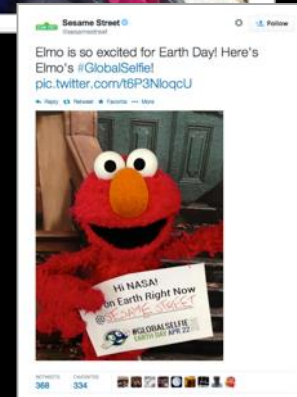 Sesame Street
@sesamestreet
Follow
Elmo is so excited for Earth Day! Here's
Elmo's #GlobalSelfie!
pic.twitter.com/t6P3NloqcU
Reply Retweet Favorite More
Hi NASA!
on Earth Right Now
@SESAME STREET
#GLOBALSELFIE
EARTH DAY APR 22
RETWEETS FAVORITES
368 334